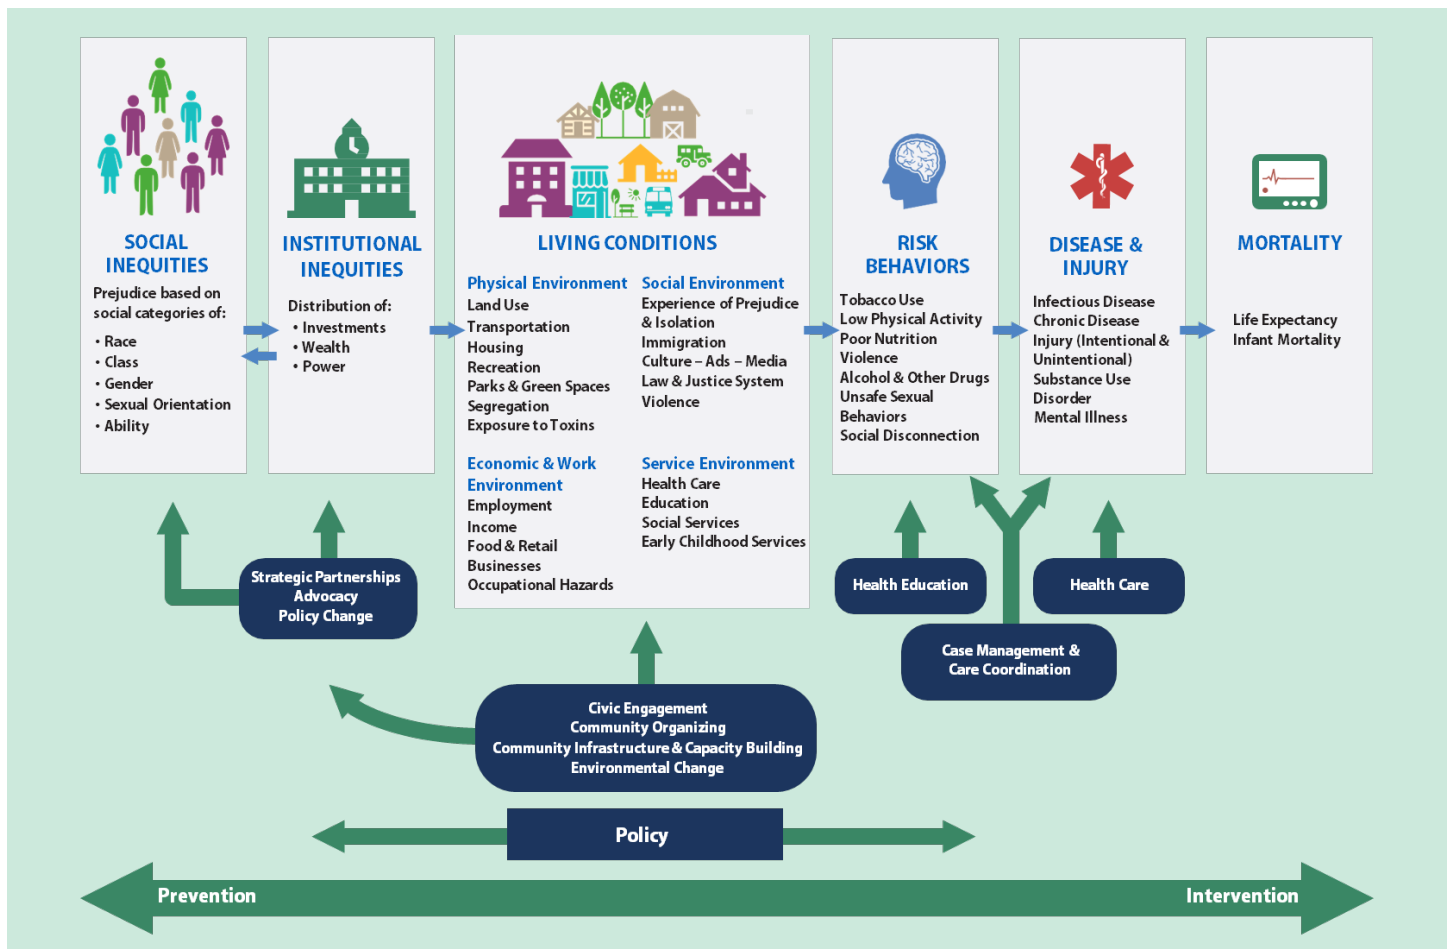 SOCIAL
INEQUITIES
Prejudice based on
social categories of:
• Race
• Class
• Gender
• Sexual Orientation
• Ability
INSTITUTIONAL
INEQUITIES
Distribution of:
• Investments
• Wealth
• Power
LIVING CONDITIONS
Physical Environment
Land Use
Transportation
Housing
Recreation
Parks & Green Spaces
Segregation
Exposure to Toxins
Economic & Work
Environment
Employment
Income
Food & Retail
Businesses
Occupational Hazards
Social Environment
Experience of Prejudice
& Isolation
Immigration
Culture – Ads – Media
Law & Justice System
Violence
Service Environment
Health Care
Education
Social Services
Early Childhood Services
RISK
BEHAVIORS
Tobacco Use
Low Physical Activity
Poor Nutrition
Violence
Alcohol & Other Drugs
Unsafe Sexual
Behaviors
Social Disconnection
DISEASE &
INJURY
Infectious Disease
Chronic Disease
Injury (Intentional &
Unintentional)
Substance Use
Disorder
Mental Illness
MORTALITY
Life Expectancy
Infant Mortality
Strategic Partnerships
Advocacy
Policy Change
Health Education
Health Care
Case Management &
Care Coordination
Civic Engagement
Community Organizing
Community Infrastructure & Capacity Building
Environmental Change
Policy
Prevention
Intervention